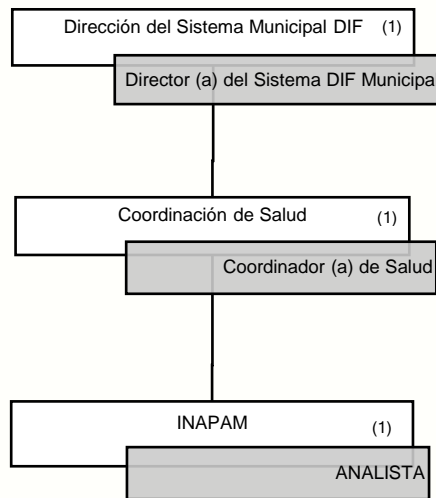 Dirección del Sistema Municipal DIF (1)
Director (a) del Sistema DIF Municipal
Coordinación de Salud (1)
Coordinador (a) de Salud
INAPAM (1)
ANALISTA